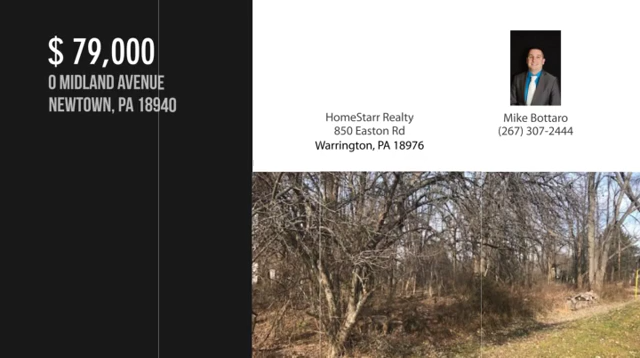 $ 79,000
0 MIDLAND AVENUE
NEWTOWN, PA 18940
HomeStarr Realty
850 Easton Rd
Warrington, PA 18976
Mike Bottaro
(267) 307-2444